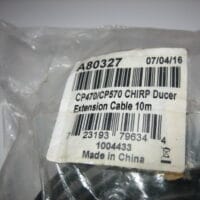 A80327 07/04/16
CP470/CP570 CHIRP Ducer
Extension Cable 10m
7 23193 79634 4
1004433
Made in China